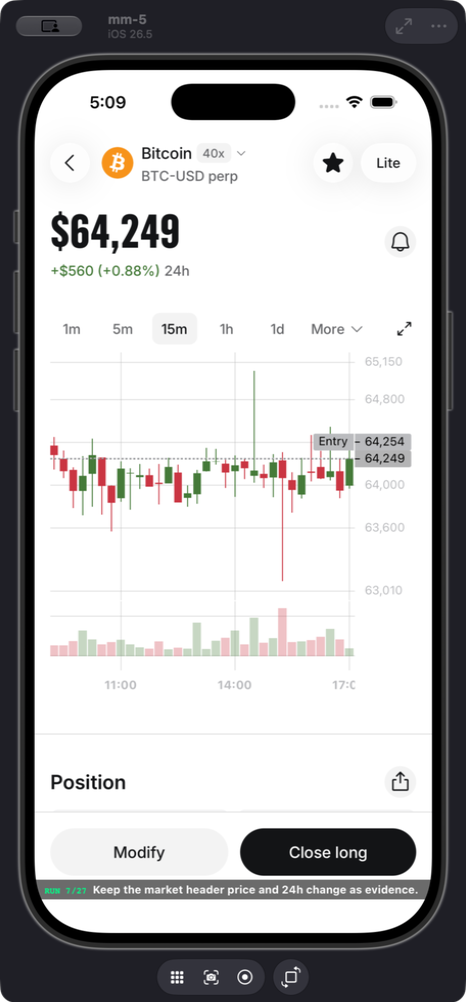 mm-5
iOS 26.5
5:09
Bitcoin 40x
BTC-USD perp
Lite
$64,249
+$560 (+0.88%) 24h
1m 5m 15m 1h 1d More
65,150
64,800
Entry 64,254
64,249
64,000
63,600
63,010
11:00 14:00 17:0
Position
Modify Close long
RUN 7/27 Keep the market header price and 24h change as evidence.